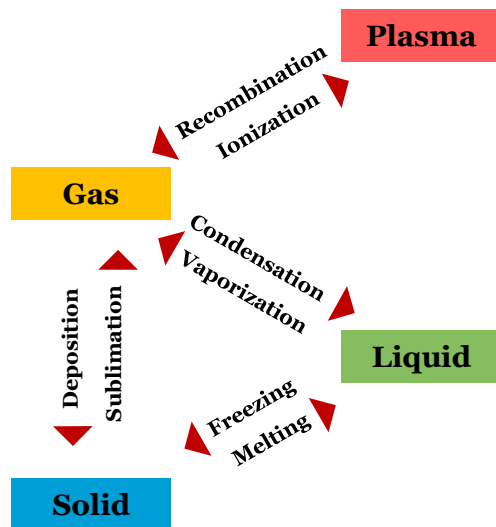 Plasma
Recombination
Ionization
Gas
Condensation
Vaporization
Deposition
Sublimation
Liquid
Freezing
Melting
Solid